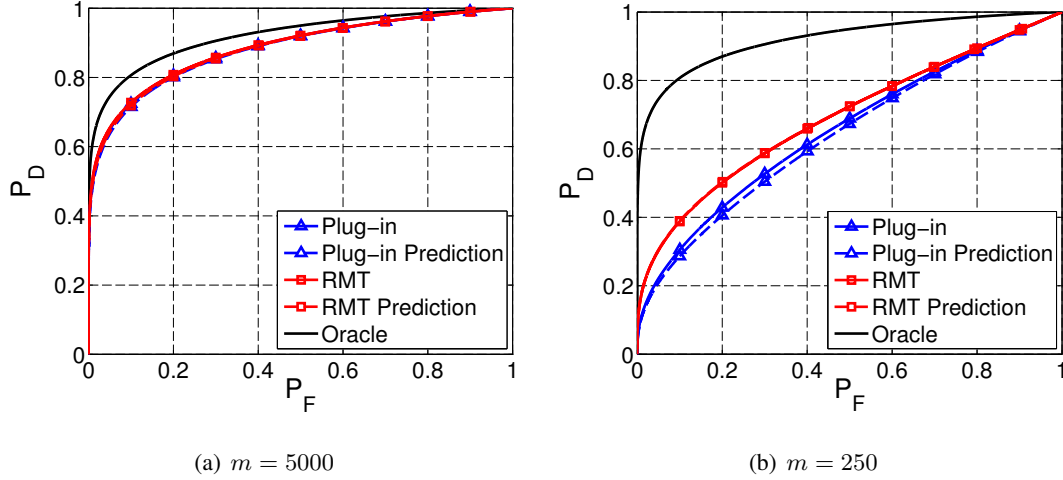 1
0.8
0.6
0.4
0.2
0
P_D
0 0.2 0.4 0.6 0.8 1
P_F
Plug-in
Plug-in Prediction
RMT
RMT Prediction
Oracle
(a) m = 5000
1
0.8
0.6
0.4
0.2
0
P_D
0 0.2 0.4 0.6 0.8 1
P_F
Plug-in
Plug-in Prediction
RMT
RMT Prediction
Oracle
(b) m = 250